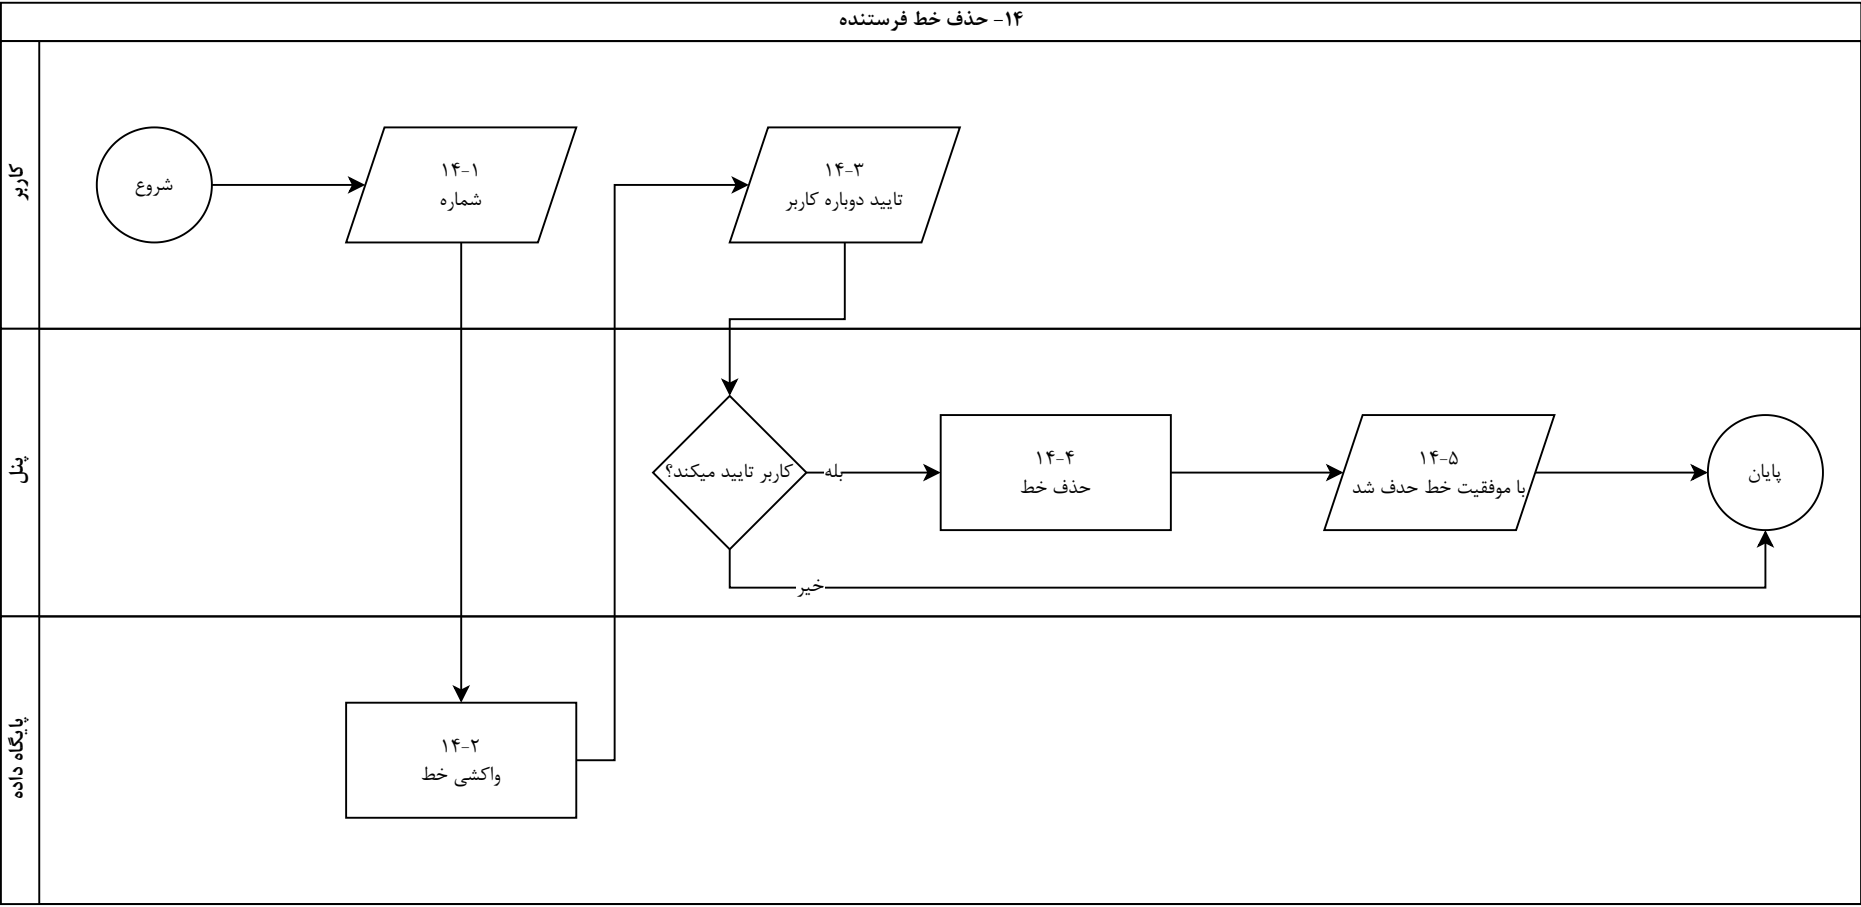 ۱۴- حذف خط فرستنده
کاربر
شروع
۱۴-۱
شماره
۱۴-۳
تایید دوباره کاربر
پنل
کاربر تایید میکند؟
بله
۱۴-۴
حذف خط
۱۴-۵
با موفقیت خط حدف شد
پایان
خیر
پایگاه داده
۱۴-۲
واکشی خط